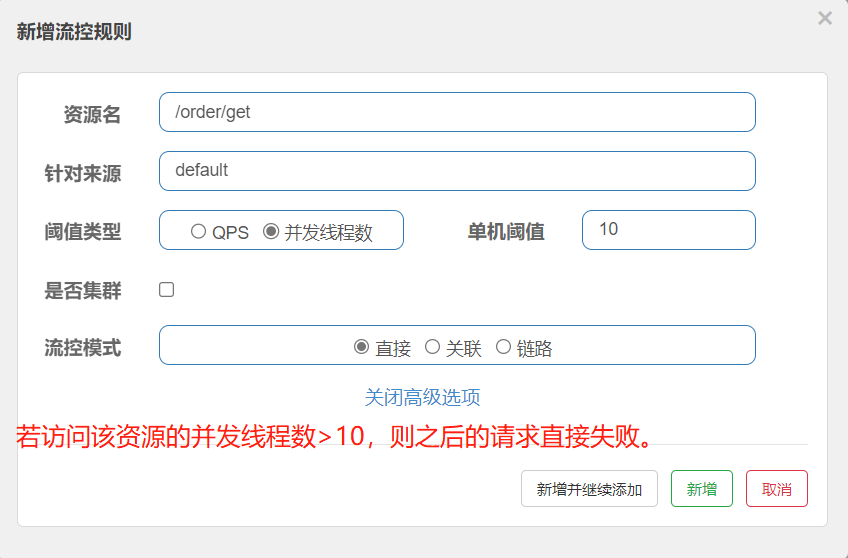 新增流控规则
×
资源名 /order/get
针对来源 default
阈值类型 QPS 并发线程数 单机阈值 10
是否集群
流控模式 直接 关联 链路
关闭高级选项
若访问该资源的并发线程数>10，则之后的请求直接失败。
新增并继续添加 新增 取消